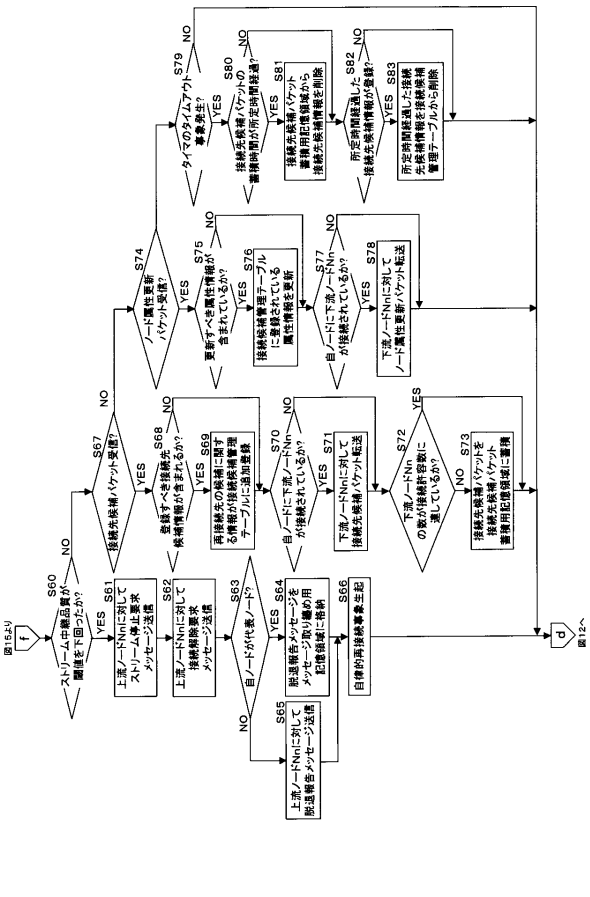 図15より
f
S60
ストリーム中継品質が
閾値を下回ったか?
NO
YES
S61
上流ノードNnに対して
ストリーム停止要求
メッセージ送信
S62
上流ノードNnに対して
接続解除要求
メッセージ送信
S63
自ノードが代表ノード?
NO
YES
S64
脱退報告メッセージを
メッセージ取り纏め用
記憶領域に格納
S65
上流ノードNnに対して
脱退報告メッセージ送信
S66
自律的再接続事象生起
S67
接続先候補パケット受信?
NO
YES
S68
登録すべき接続先
候補情報が含まれるか?
NO
YES
S69
再接続先の候補に関す
る情報が接続候補管理
テーブルに追加登録
S70
自ノードに下流ノードNn
が接続されているか?
NO
YES
S71
下流ノードNnに対して
接続先候補パケット転送
S72
下流ノードNn
の数が接続許容数に
達しているか?
YES
NO
S73
接続先候補パケットを
接続先候補パケット
蓄積用記憶領域に蓄積
S74
ノード属性更新
パケット受信?
NO
YES
S75
更新すべき属性情報が
含まれているか?
NO
YES
S76
接続候補管理テーブル
に登録されている
属性情報を更新
S77
自ノードに下流ノードNn
が接続されているか?
NO
YES
S78
下流ノードNnに対して
ノード属性更新パケット転送
S79
タイマのタイムアウト
事象発生?
NO
YES
S80
接続先候補パケットの
蓄積時間が所定時間経過?
NO
YES
S81
接続先候補パケット
蓄積用記憶領域から
接続先候補情報を削除
S82
所定時間経過した
接続先候補情報が登録?
NO
YES
S83
所定時間経過した接続
先候補情報を接続候補
管理テーブルから削除
d
図12へ